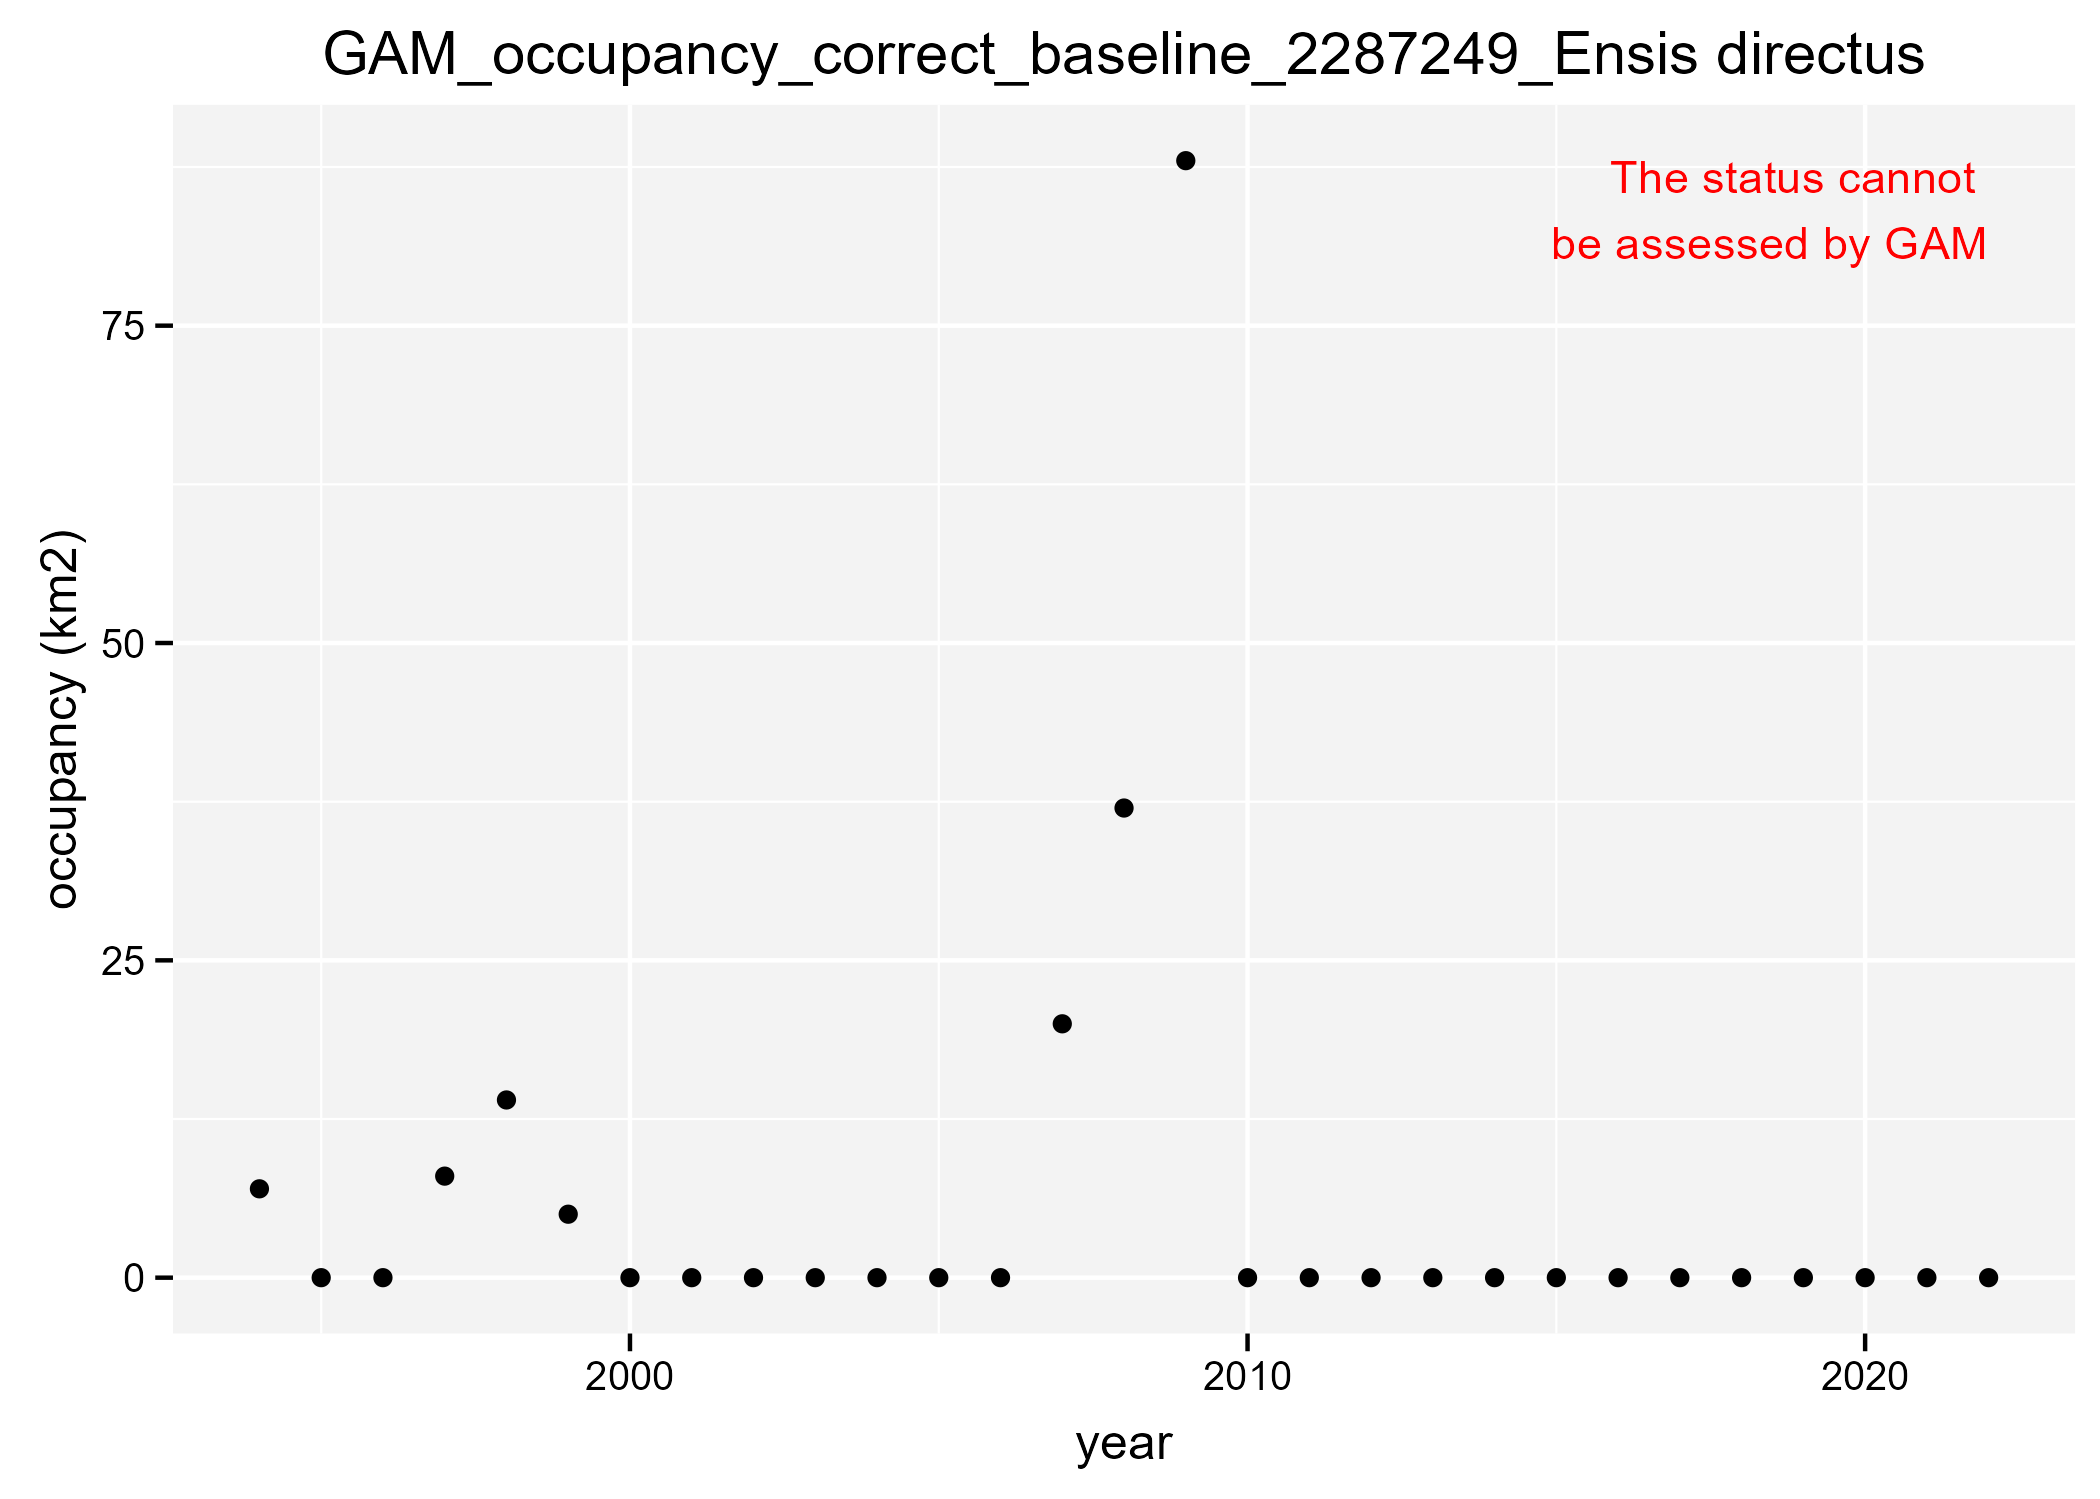 GAM_occupancy_correct_baseline_2287249_Ensis directus
The status cannot
be assessed by GAM
75
50
25
0
occupancy (km2)
2000
2010
2020
year